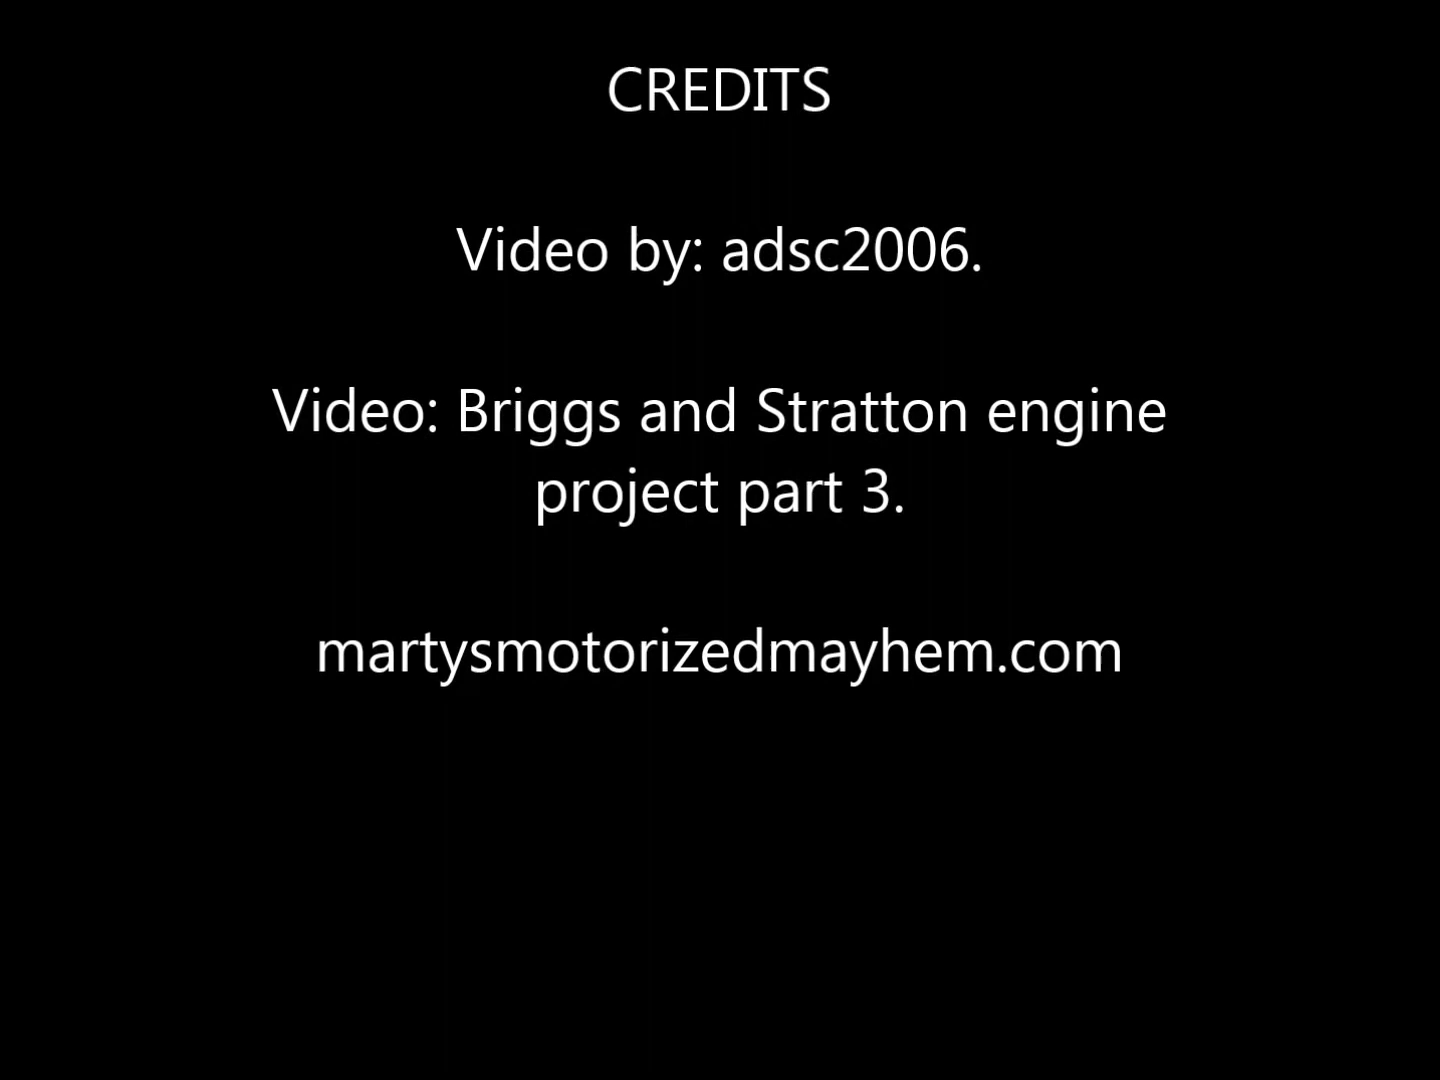 CREDITS
Video by: adsc2006.
Video: Briggs and Stratton engine
project part 3.
martysmotorizedmayhem.com